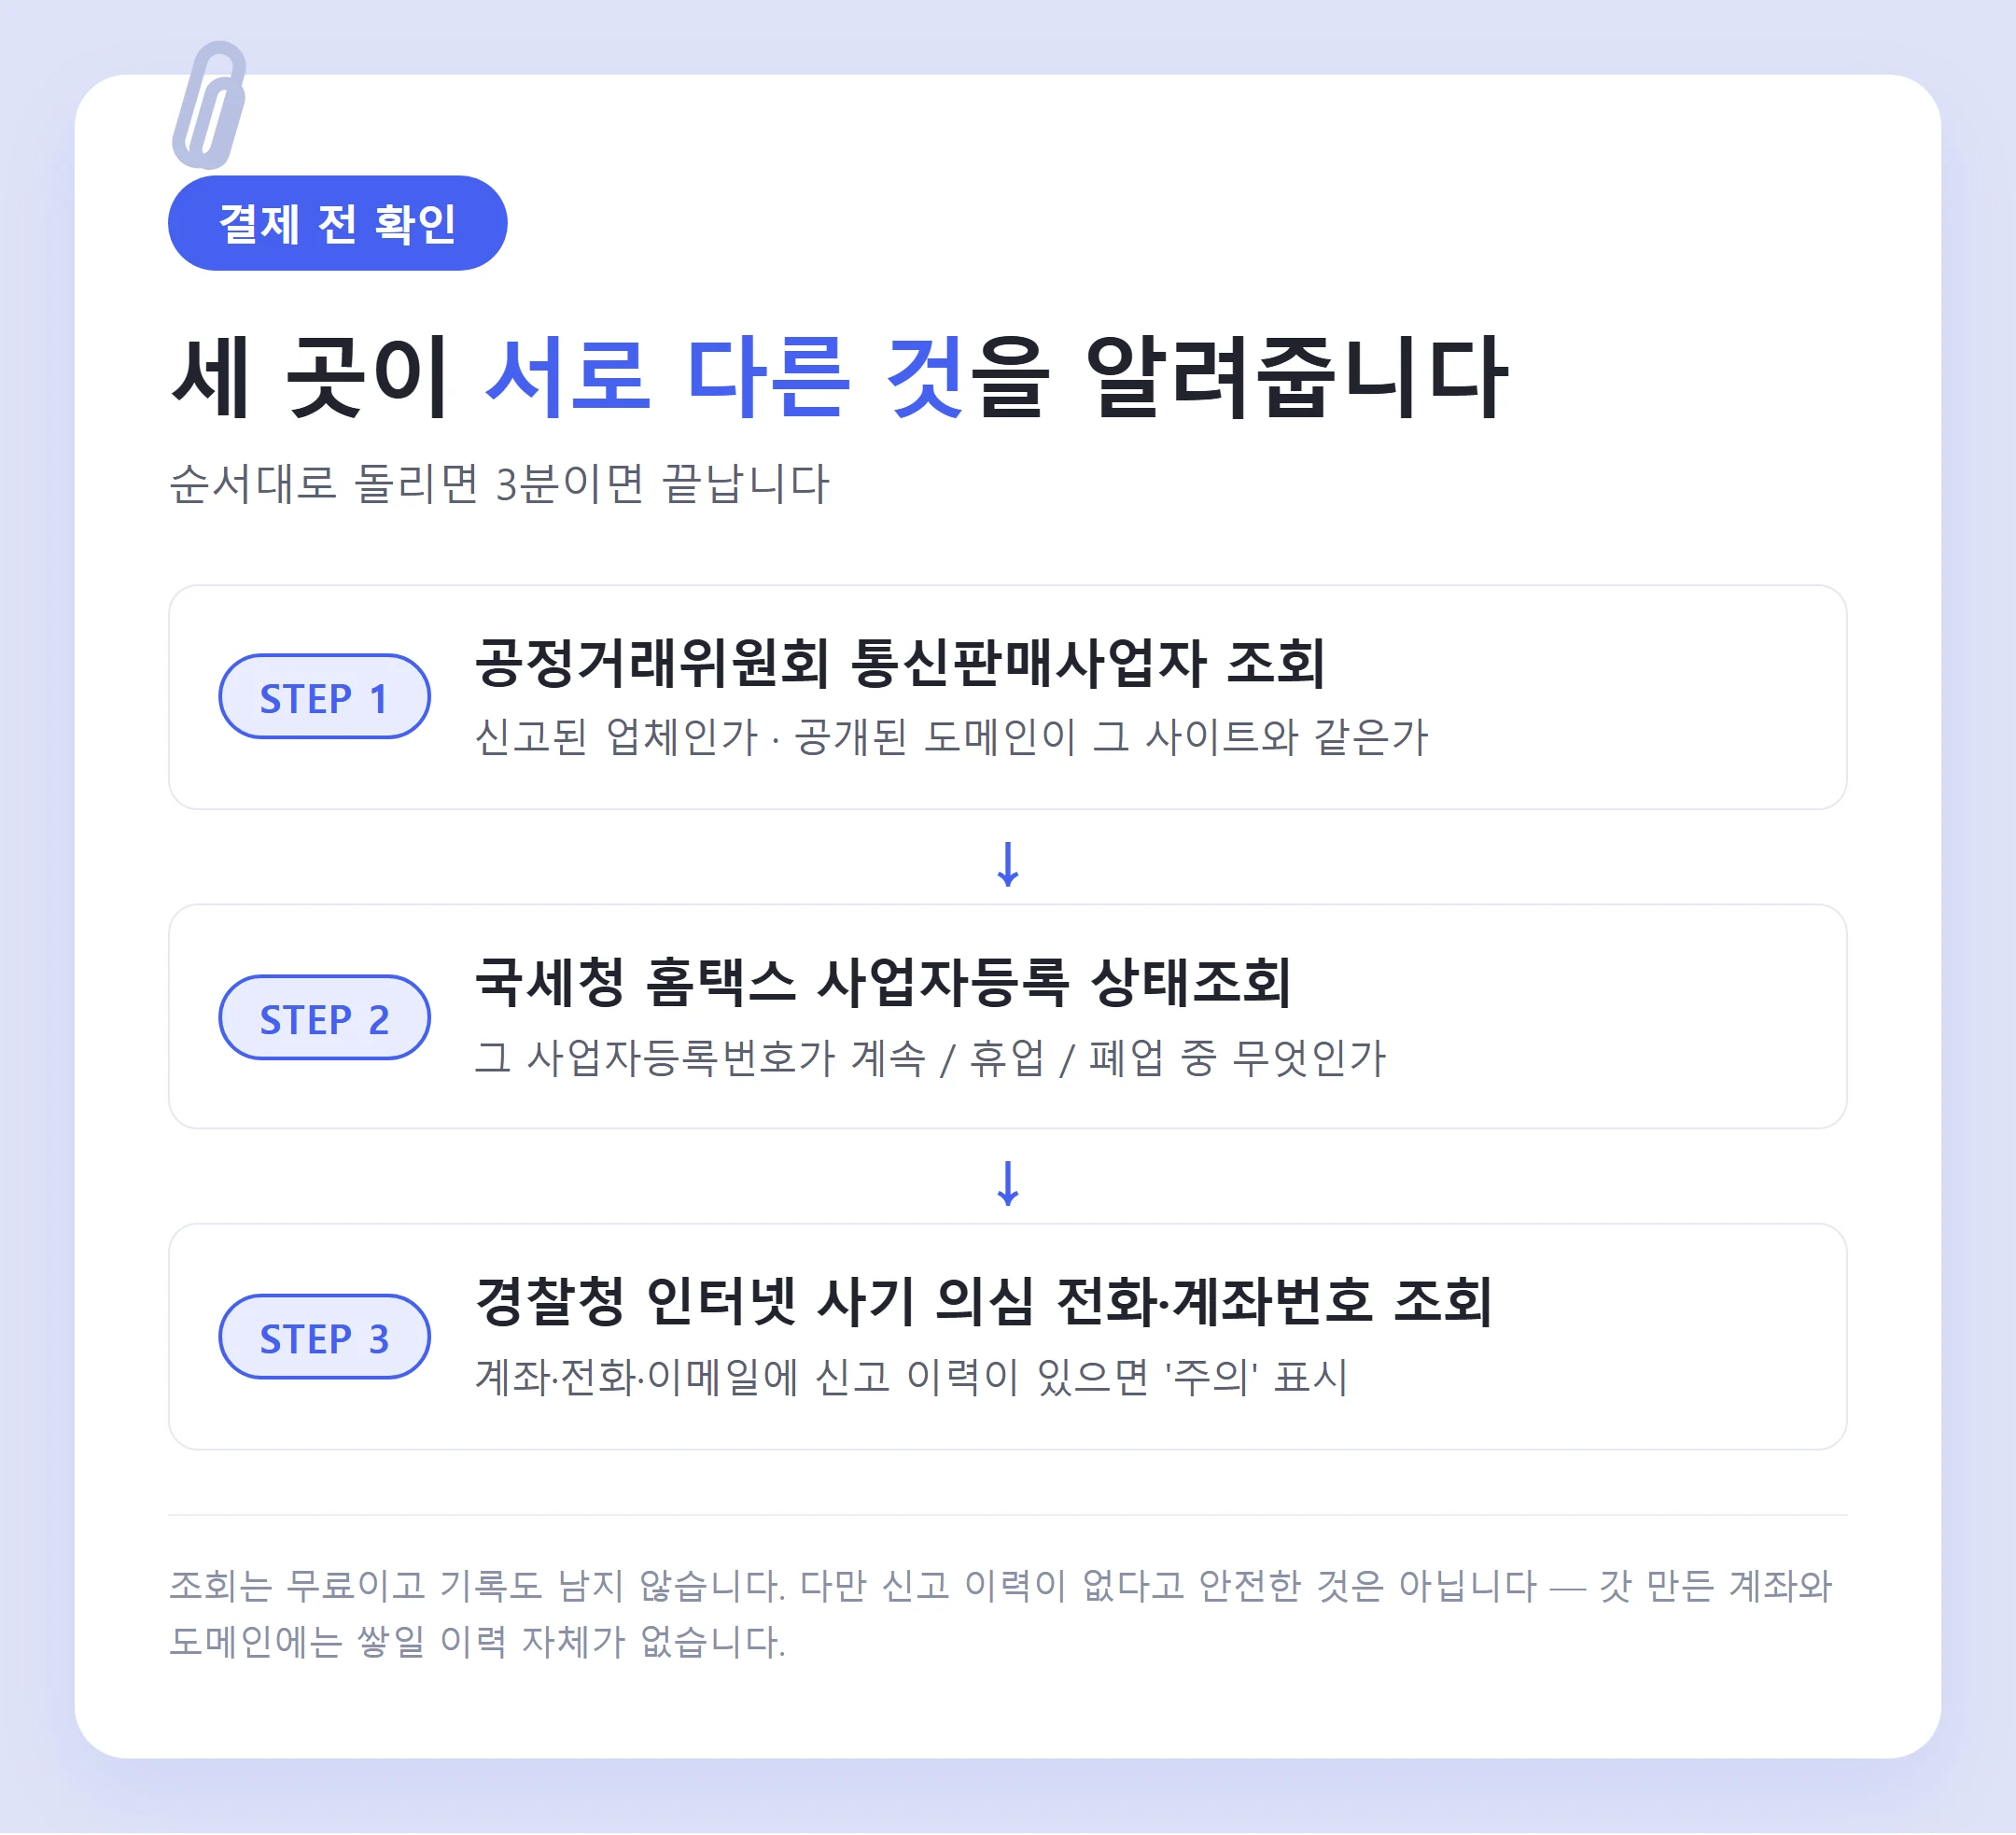 결제 전 확인
세 곳이 서로 다른 것을 알려줍니다
순서대로 돌리면 3분이면 끝납니다
STEP 1
공정거래위원회 통신판매사업자 조회
신고된 업체인가 · 공개된 도메인이 그 사이트와 같은가
↓
STEP 2
국세청 홈택스 사업자등록 상태조회
그 사업자등록번호가 계속 / 휴업 / 폐업 중 무엇인가
↓
STEP 3
경찰청 인터넷 사기 의심 전화·계좌번호 조회
계좌·전화·이메일에 신고 이력이 있으면 '주의' 표시
조회는 무료이고 기록도 남지 않습니다. 다만 신고 이력이 없다고 안전한 것은 아닙니다 — 갓 만든 계좌와
도메인에는 쌓일 이력 자체가 없습니다.